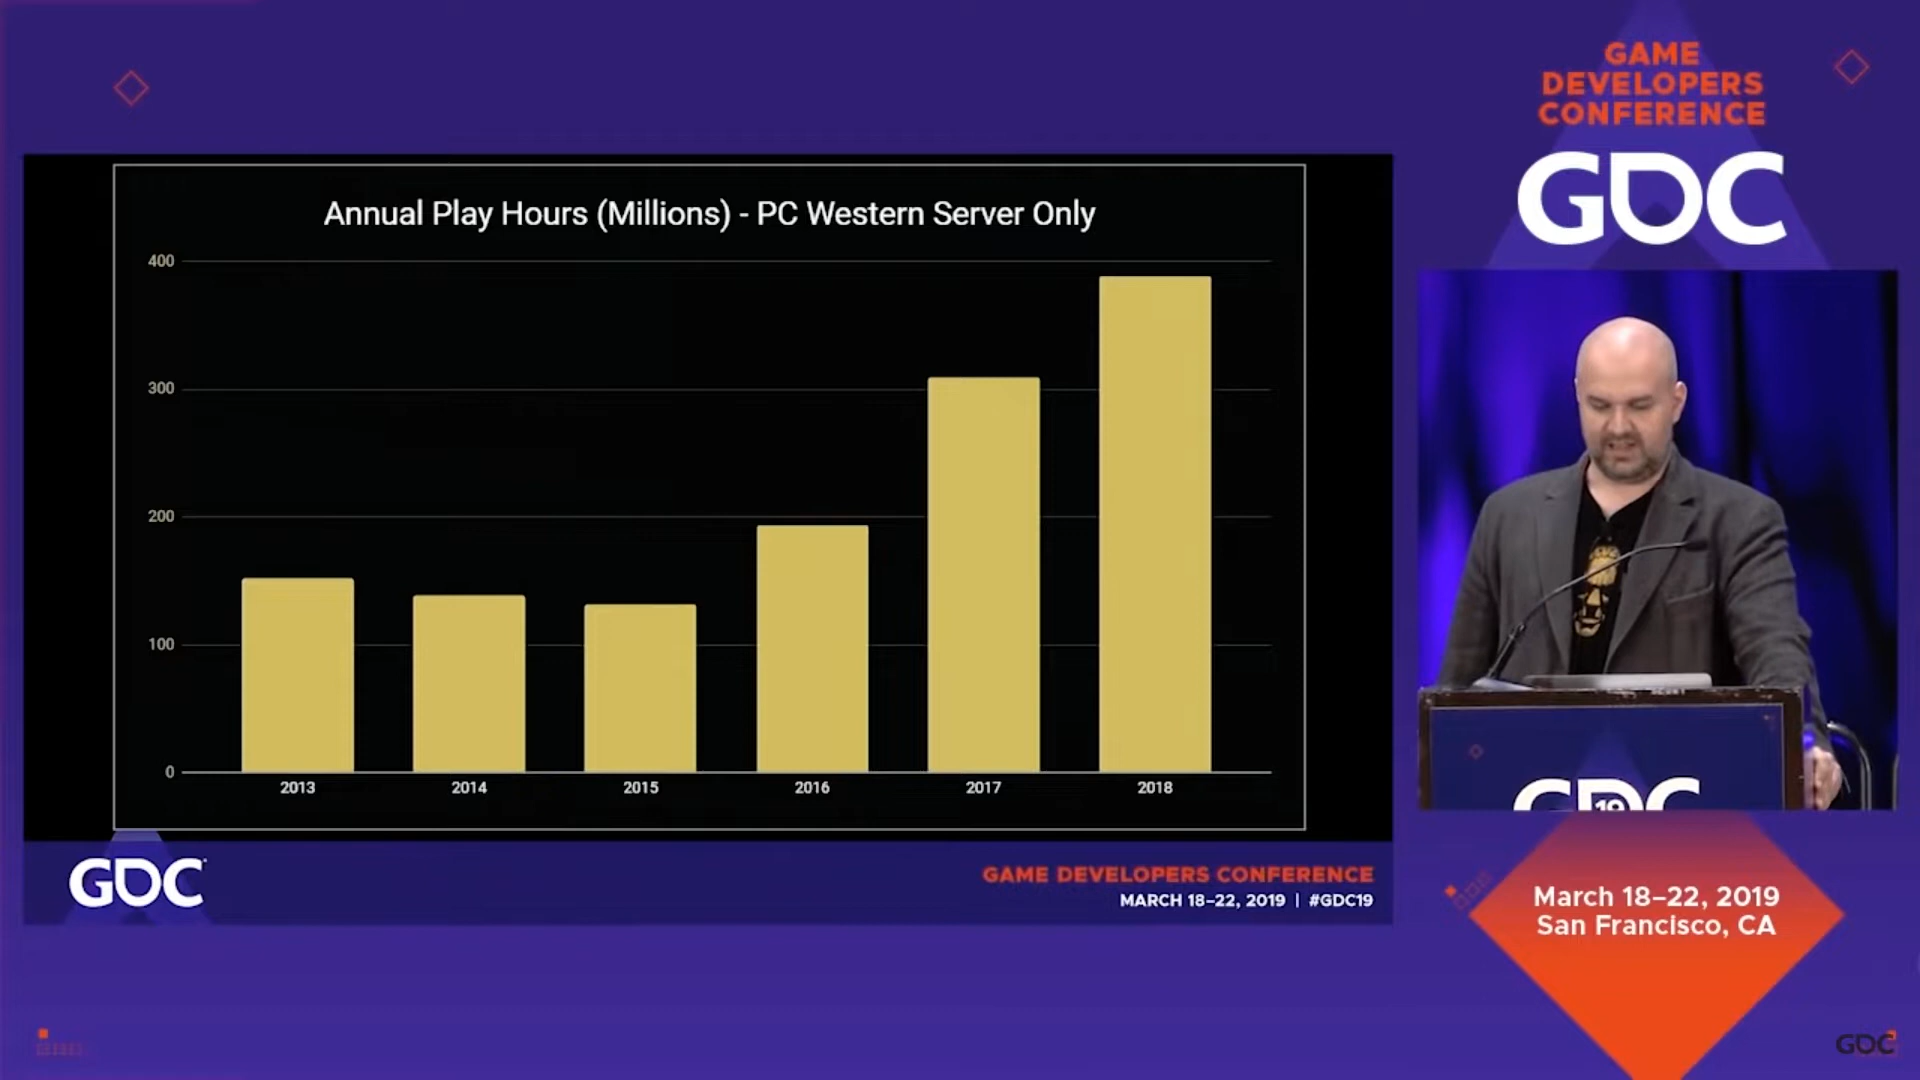 GAME
DEVELOPERS
CONFERENCE
GDC
Annual Play Hours (Millions) - PC Western Server Only
400
300
200
100
0
2013
2014
2015
2016
2017
2018
GDC
GAME DEVELOPERS CONFERENCE
MARCH 18–22, 2019 | #GDC19
GDC
19
March 18–22, 2019
San Francisco, CA
GDC